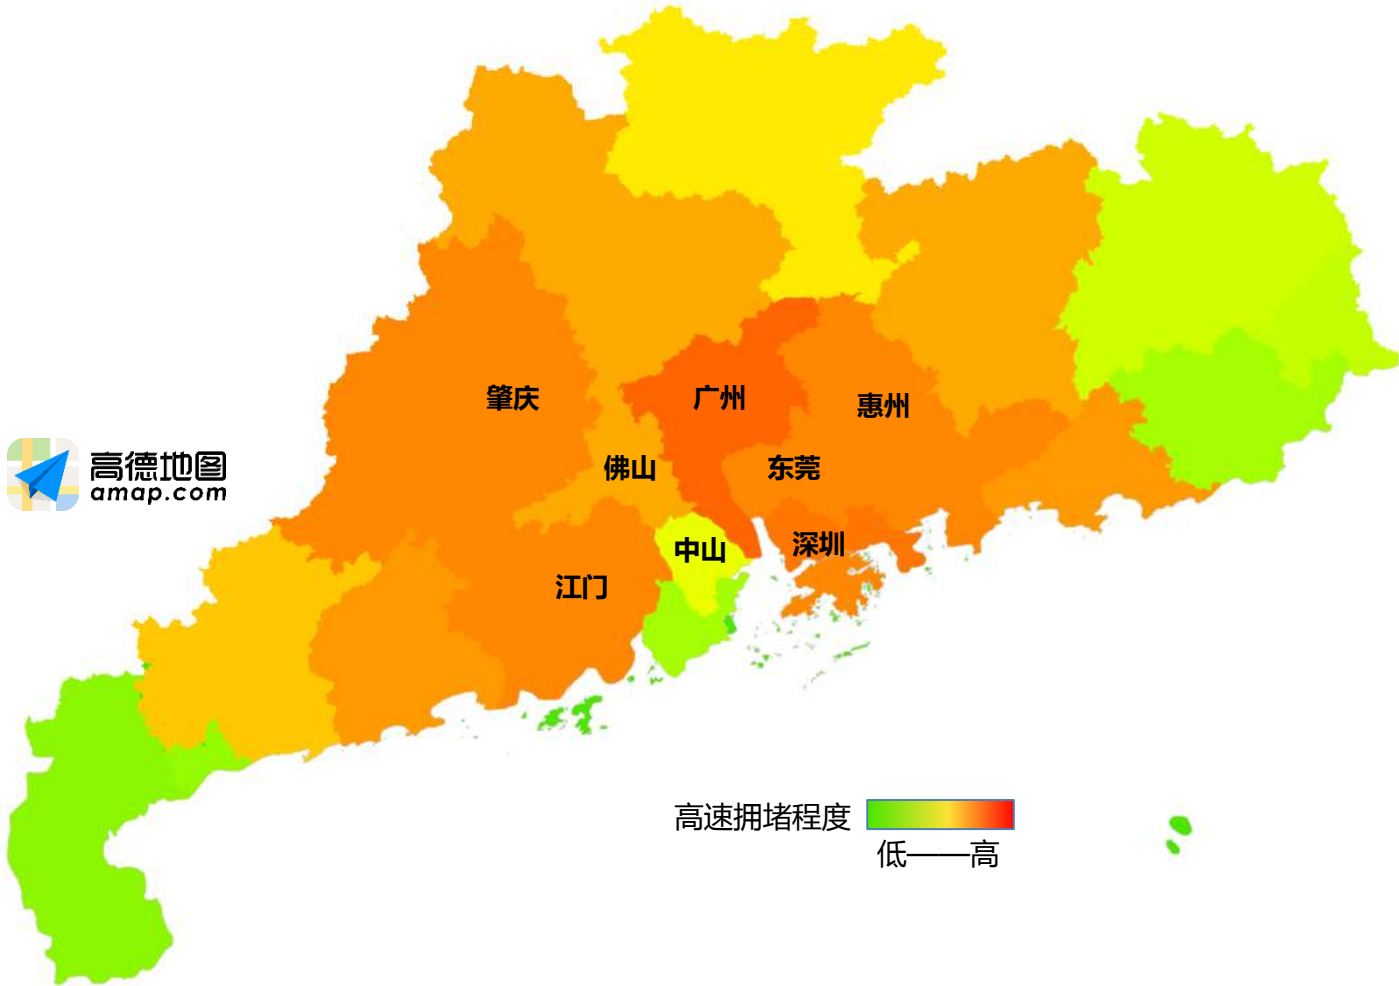 肇庆
广州
惠州
佛山
东莞
高德地图
amap.com
中山
深圳
江门
高速拥堵程度
低——高